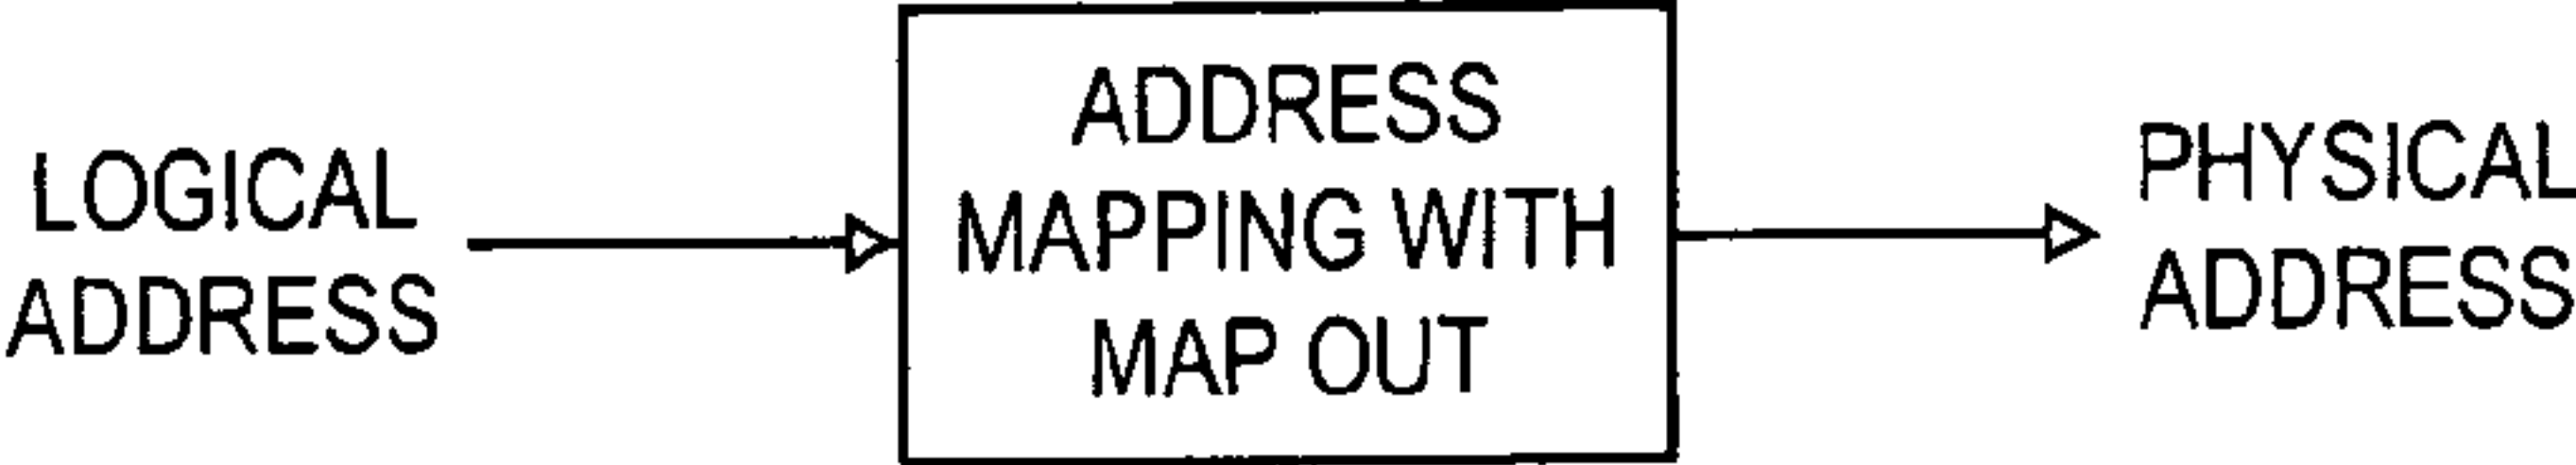 LOGICAL
ADDRESS
ADDRESS
MAPPING WITH
MAP OUT
PHYSICAL
ADDRESS